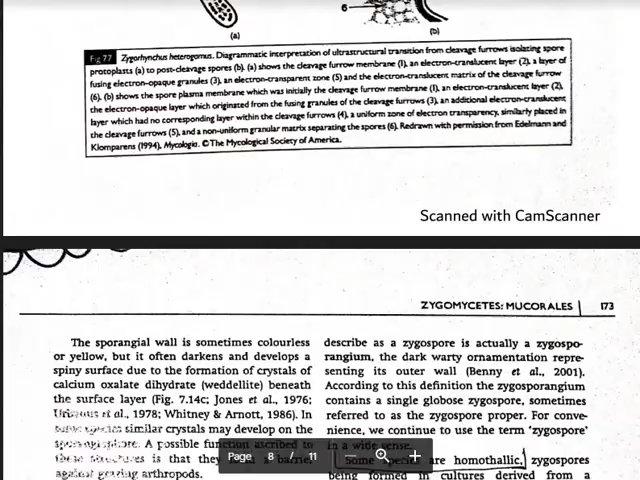 6
(a)
(b)
Fig 7.7 Zygorhynchus heterogamus. Diagrammatic interpretation of ultrastructural transition from cleavage furrows isolating spore
protoplasts (a) to post-cleavage spores (b). (a) shows the cleavage furrow membrane (1), an electron-translucent layer (2), a layer of
fusing electron-opaque granules (3), an electron-transparent zone (5) and the electron-translucent matrix of the cleavage furrow
(6). (b) shows the spore plasma membrane which was initially the cleavage furrow membrane (1), an electron-translucent layer (2),
the electron-opaque layer which originated from the fusing granules of the cleavage furrows (3), an additional electron-translucent
layer which had no corresponding layer within the cleavage furrows (4), a uniform zone of electron transparency, similarly placed in
the cleavage furrows (5), and a non-uniform granular matrix separating the spores (6). Redrawn with permission from Edelmann and
Klomparens (1994), Mycologia. ©The Mycological Society of America.
Scanned with CamScanner
ZYGOMYCETES: MUCORALES 173
The sporangial wall is sometimes colourless
or yellow, but it often darkens and develops a
spiny surface due to the formation of crystals of
calcium oxalate dihydrate (weddellite) beneath
the surface layer (Fig. 7.14c; Jones et al., 1976;
Urbanus et al., 1978; Whitney & Arnott, 1986). In
some species similar crystals may develop on the
sporangiophore. A possible function ascribed to
these structures is that they a barrier
against grazing arthropods.
describe as a zygospore is actually a zygospo-
rangium, the dark warty ornamentation repre-
senting its outer wall (Benny et al., 2001).
According to this definition the zygosporangium
contains a single globose zygospore, sometimes
referred to as the zygospore proper. For conve-
nience, we continue to use the term 'zygospore'
in a wide sense.
Some species are homothallic, zygospores
being formed in cultures derived from a
Page 8 / 11